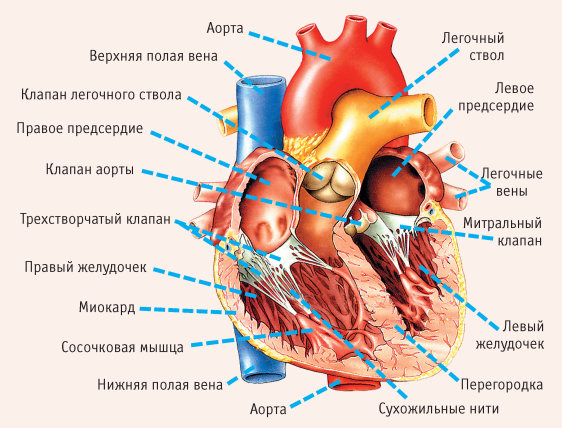 Аорта
Верхняя полая вена
Клапан легочного ствола
Правое предсердие
Клапан аорты
Трехстворчатый клапан
Правый желудочек
Миокард
Сосочковая мышца
Нижняя полая вена
Аорта
Легочный
ствол
Левое
предсердие
Легочные
вены
Митральный
клапан
Левый
желудочек
Перегородка
Сухожильные нити